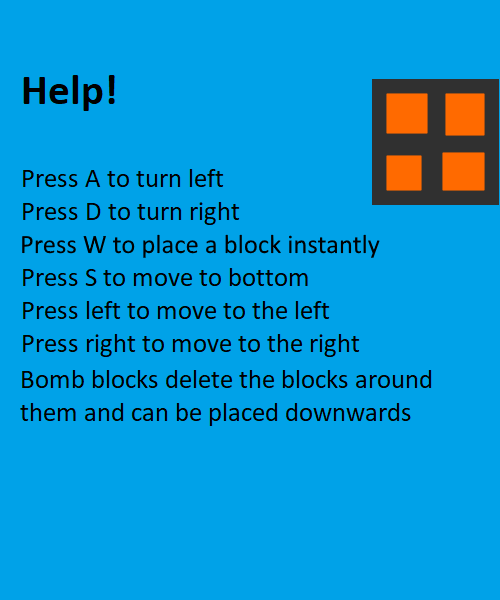 Help!
Press A to turn left
Press D to turn right
Press W to place a block instantly
Press S to move to bottom
Press left to move to the left
Press right to move to the right
Bomb blocks delete the blocks around
them and can be placed downwards